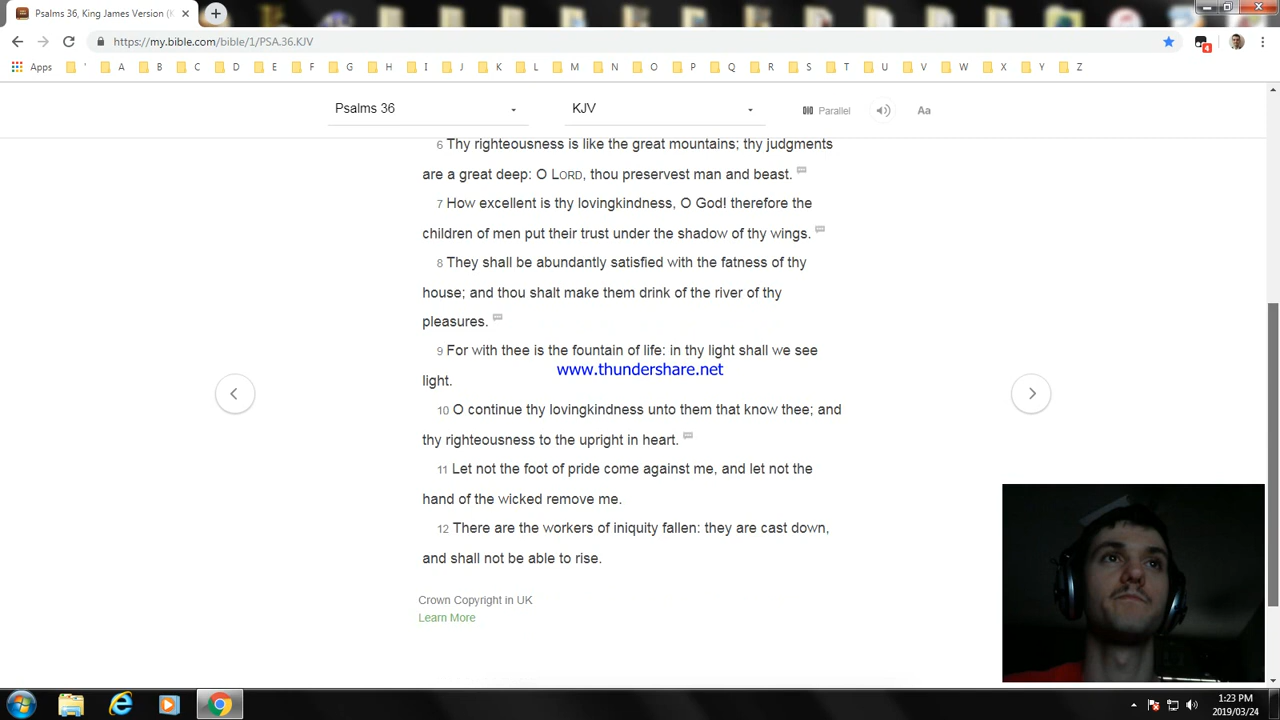 Psalms 36, King James Version (K
https://my.bible.com/bible/1/PSA.36.KJV
4
Apps ' A B C D E F G H I J K L M N O P Q R S T U V W X Y Z
Psalms 36 KJV Parallel Aa
6 Thy righteousness is like the great mountains; thy judgments
are a great deep: O LORD, thou preservest man and beast.
7 How excellent is thy lovingkindness, O God! therefore the
children of men put their trust under the shadow of thy wings.
8 They shall be abundantly satisfied with the fatness of thy
house; and thou shalt make them drink of the river of thy
pleasures.
9 For with thee is the fountain of life: in thy light shall we see
www.thundershare.net
light.
10 O continue thy lovingkindness unto them that know thee; and
thy righteousness to the upright in heart.
11 Let not the foot of pride come against me, and let not the
hand of the wicked remove me.
12 There are the workers of iniquity fallen: they are cast down,
and shall not be able to rise.
Crown Copyright in UK
Learn More
1:23 PM
2019/03/24